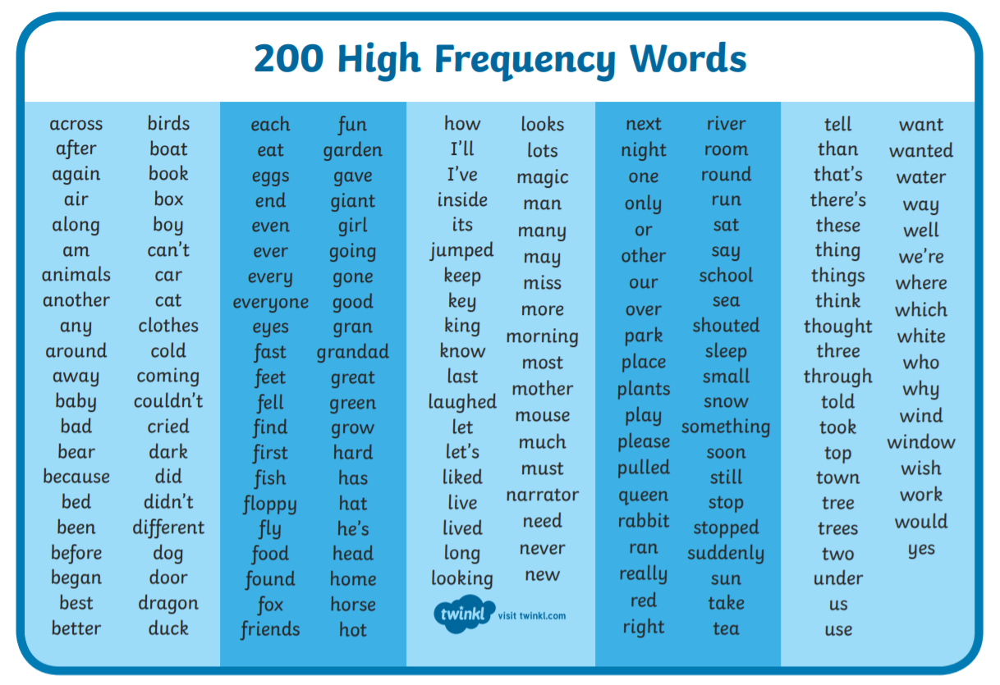 200 High Frequency Words
across
after
again
air
along
am
animals
another
any
around
away
baby
bad
bear
because
bed
been
before
began
best
better
birds
boat
book
box
boy
can't
car
cat
clothes
cold
coming
couldn't
cried
dark
did
didn't
different
dog
door
dragon
duck
each
eat
eggs
end
even
ever
every
everyone
eyes
fast
feet
fell
find
first
fish
floppy
fly
food
found
fox
friends
fun
garden
gave
giant
girl
going
gone
good
gran
grandad
great
green
grow
hard
has
hat
he's
head
home
horse
hot
how
I'll
I've
inside
its
jumped
keep
key
king
know
last
laughed
let
let's
liked
live
lived
long
looking
looks
lots
magic
man
many
may
miss
more
morning
most
mother
mouse
much
must
narrator
need
never
new
twinkl visit twinkl.com
next
night
one
only
or
other
our
over
park
place
plants
play
please
pulled
queen
rabbit
ran
really
red
right
river
room
round
run
sat
say
school
sea
shouted
sleep
small
snow
something
soon
still
stop
stopped
suddenly
sun
take
tea
tell
than
that's
there's
these
thing
things
think
thought
three
through
told
took
top
town
tree
trees
two
under
us
use
want
wanted
water
way
well
we're
where
which
white
who
why
wind
window
wish
work
would
yes